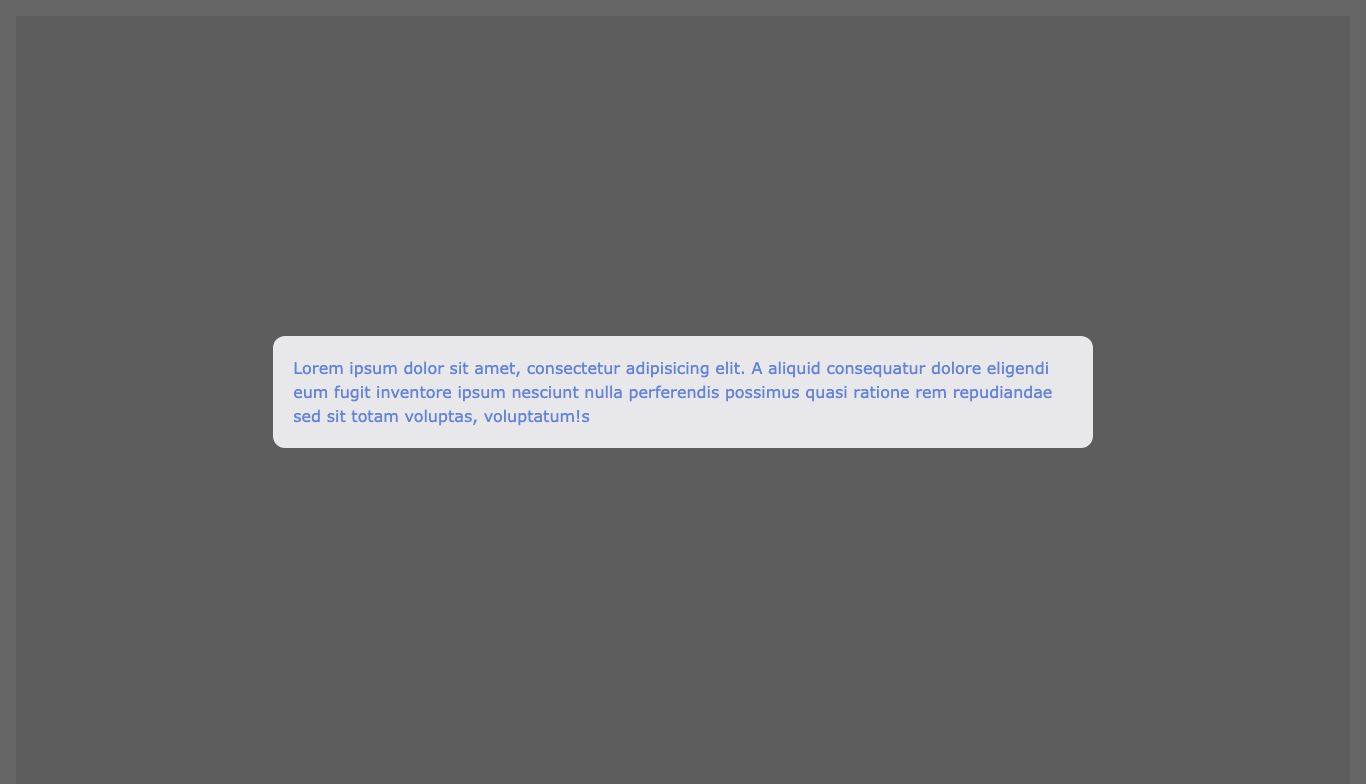 Lorem ipsum dolor sit amet, consectetur adipisicing elit. A aliquid consequatur dolore eligendi
eum fugit inventore ipsum nesciunt nulla perferendis possimus quasi ratione rem repudiandae
sed sit totam voluptas, voluptatum!s